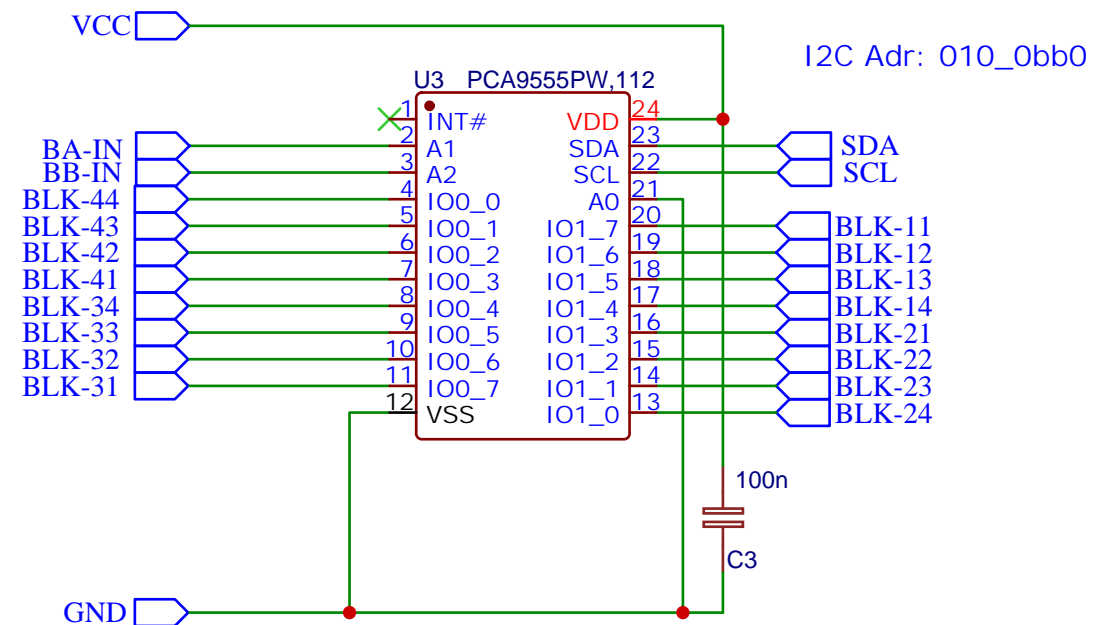 VCC
I2C Adr: 010_0bb0
U3 PCA9555PW,112
1 INT# VDD 24
BA-IN 2 A1 SDA 23 SDA
BB-IN 3 A2 SCL 22 SCL
BLK-44 4 IO0_0 A0 21
BLK-43 5 IO0_1 IO1_7 20 BLK-11
BLK-42 6 IO0_2 IO1_6 19 BLK-12
BLK-41 7 IO0_3 IO1_5 18 BLK-13
BLK-34 8 IO0_4 IO1_4 17 BLK-14
BLK-33 9 IO0_5 IO1_3 16 BLK-21
BLK-32 10 IO0_6 IO1_2 15 BLK-22
BLK-31 11 IO0_7 IO1_1 14 BLK-23
12 VSS IO1_0 13 BLK-24
100n
C3
GND